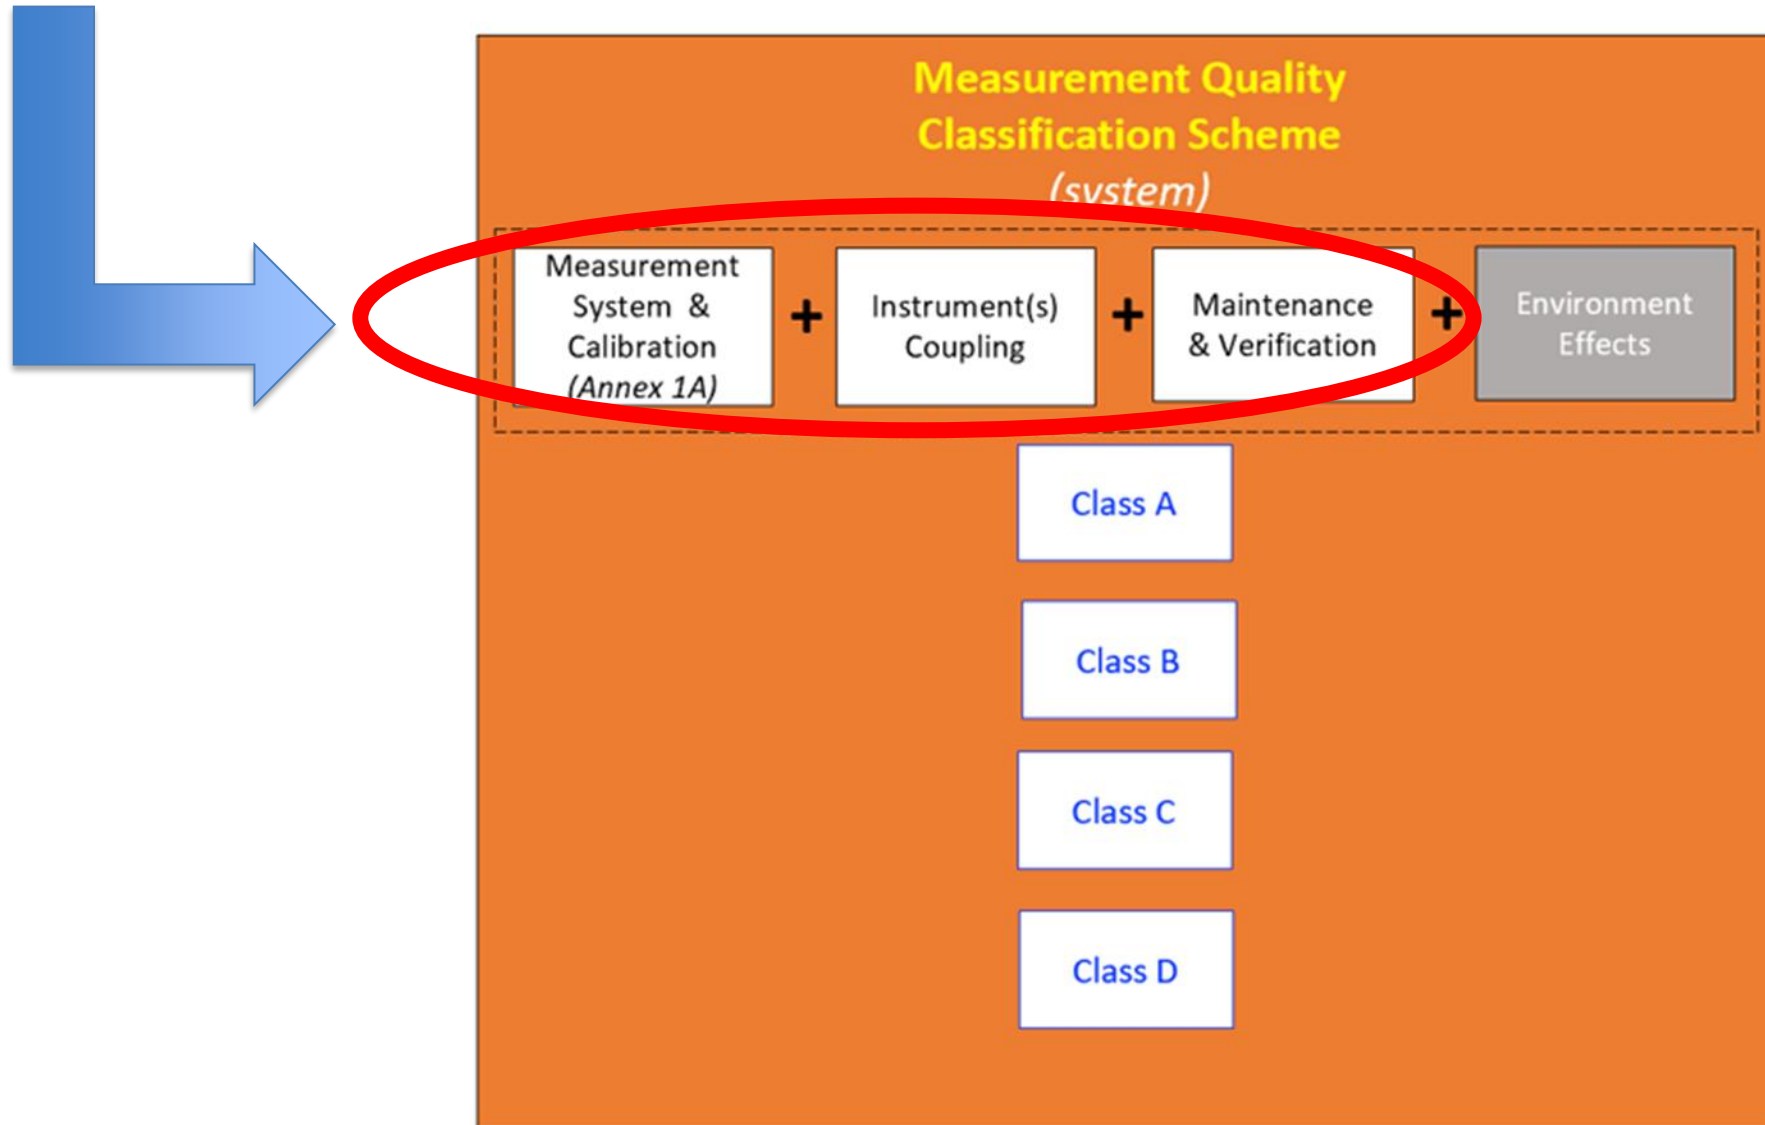 Measurement Quality
Classification Scheme
(system)
Measurement
System & 
Calibration
(Annex 1A)
+
Instrument(s)
Coupling
+
Maintenance
& Verification
+
Environment
Effects
Class A
Class B
Class C
Class D